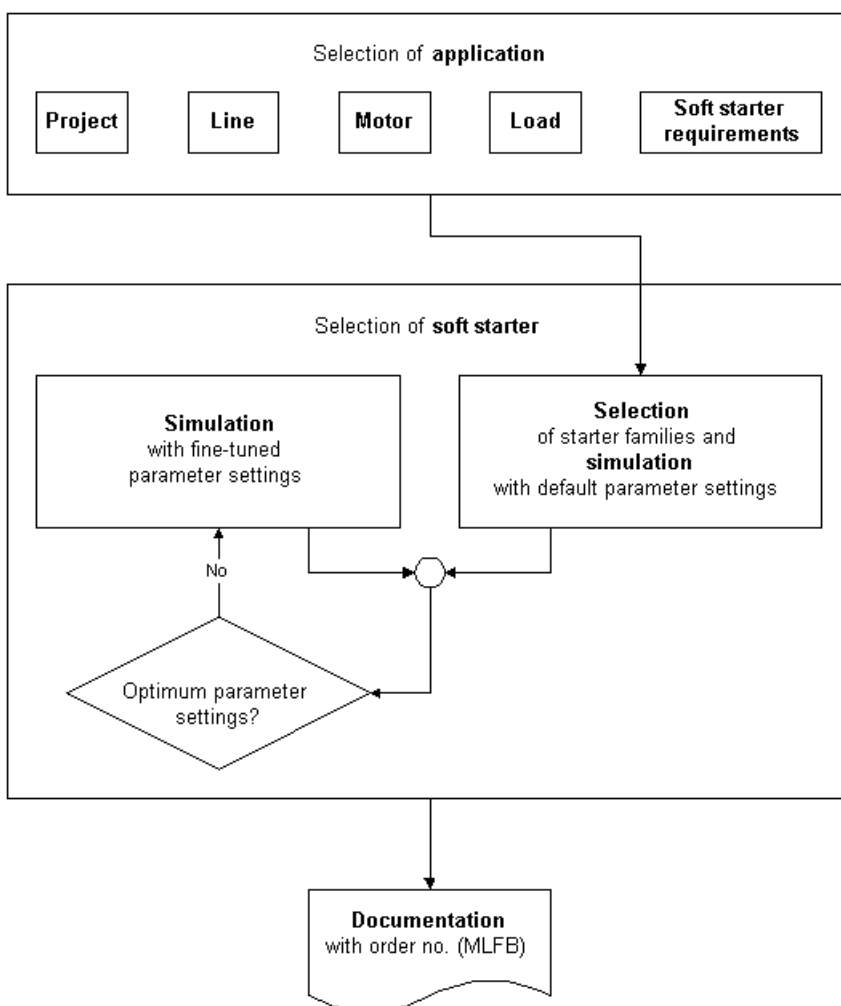 Selection of application
Project
Line
Motor
Load
Soft starter
requirements
Selection of soft starter
Simulation
with fine-tuned
parameter settings
Selection
of starter families and
simulation
with default parameter settings
No
Optimum parameter
settings?
Documentation
with order no. (MLFB)